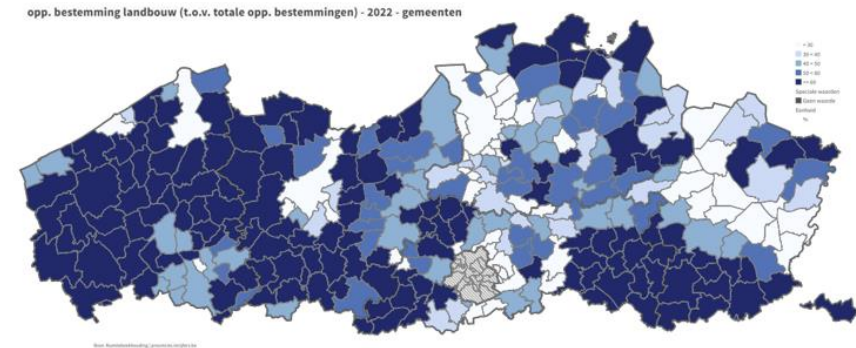 opp. bestemming landbouw (t.o.v. totale opp. bestemmingen) - 2022 - gemeenten
< 30
30 < 40
40 < 50
50 < 60
>= 60
Speciale waarden
Geen waarde
Eenheid
%